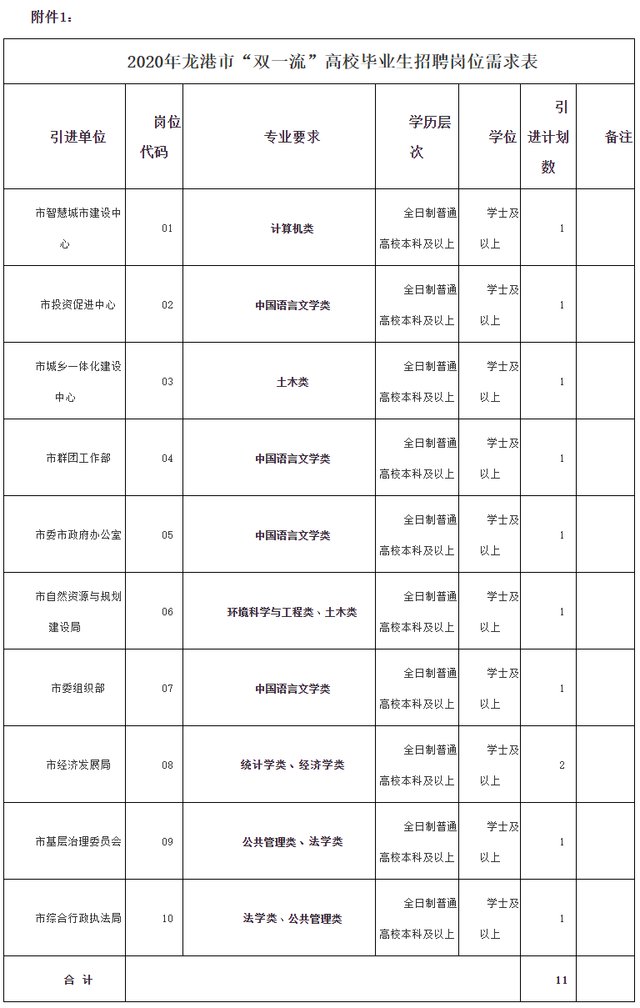 附件1：
2020年龙港市“双一流”高校毕业生招聘岗位需求表
引进单位 岗位代码 专业要求 学历层次 学位 引进计划数 备注
市智慧城市建设中心 01 计算机类 全日制普通高校本科及以上 学士及以上 1
市投资促进中心 02 中国语言文学类 全日制普通高校本科及以上 学士及以上 1
市城乡一体化建设中心 03 土木类 全日制普通高校本科及以上 学士及以上 1
市群团工作部 04 中国语言文学类 全日制普通高校本科及以上 学士及以上 1
市委市政府办公室 05 中国语言文学类 全日制普通高校本科及以上 学士及以上 1
市自然资源与规划建设局 06 环境科学与工程类、土木类 全日制普通高校本科及以上 学士及以上 1
市委组织部 07 中国语言文学类 全日制普通高校本科及以上 学士及以上 1
市经济发展局 08 统计学类、经济学类 全日制普通高校本科及以上 学士及以上 2
市基层治理委员会 09 公共管理类、法学类 全日制普通高校本科及以上 学士及以上 1
市综合行政执法局 10 法学类、公共管理类 全日制普通高校本科及以上 学士及以上 1
合 计 11